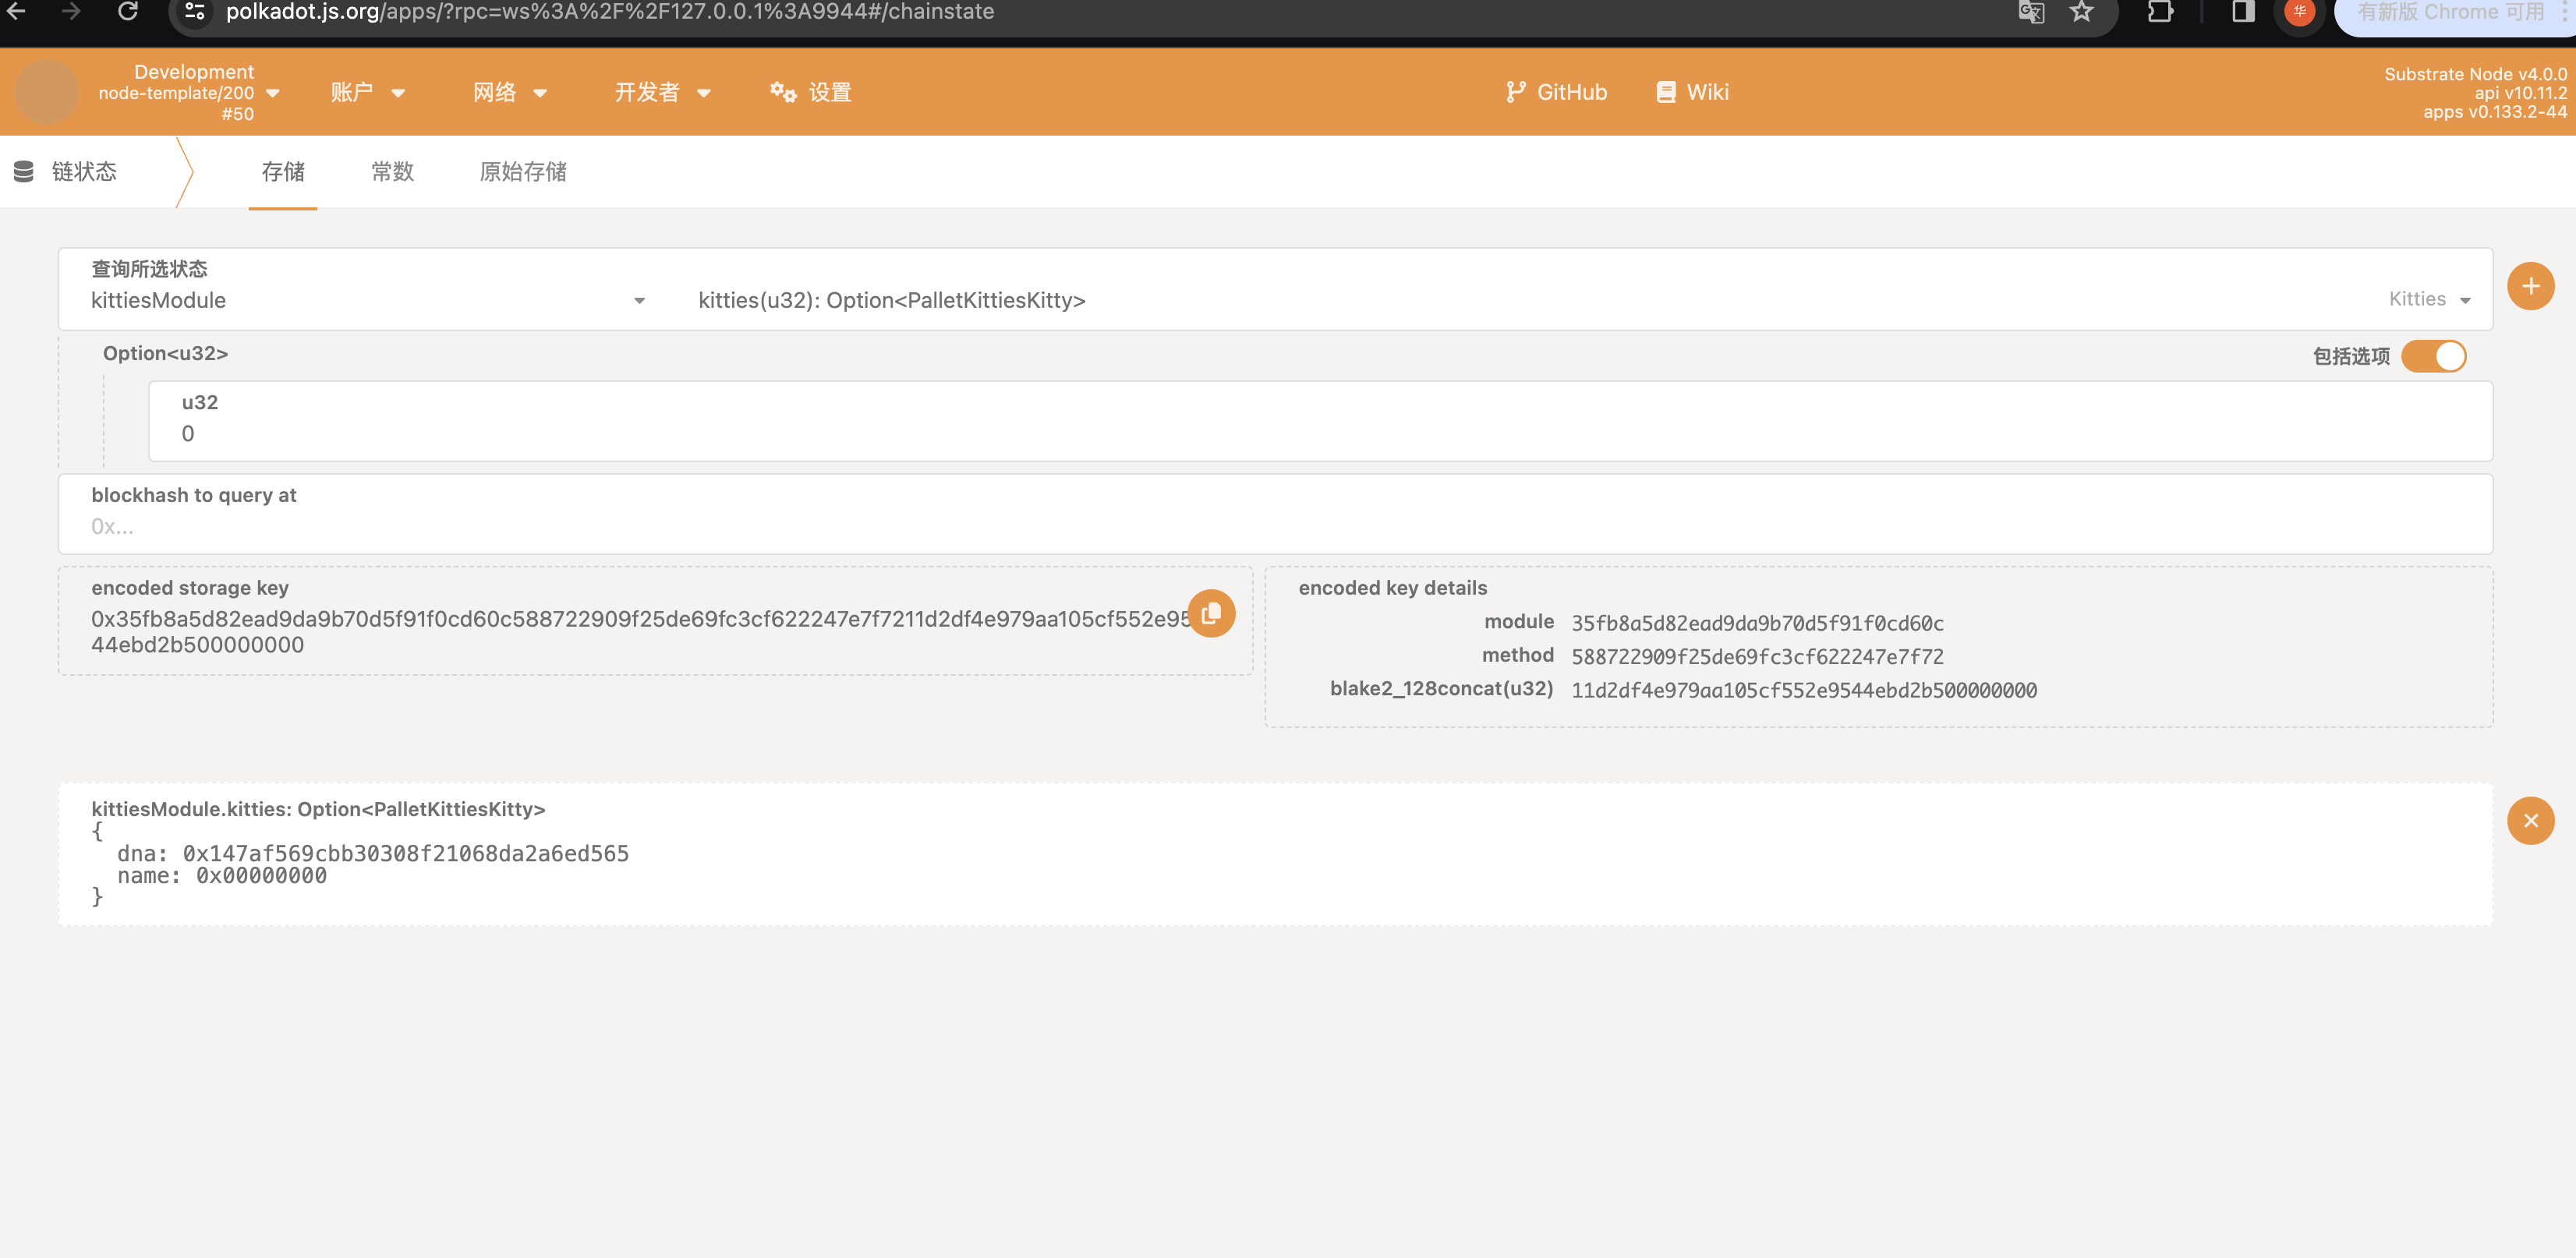 polkadot.js.org/apps/?rpc=ws%3A%2F%2F127.0.0.1%3A9944#/chainstate
华
有新版 Chrome 可用
Development
node-template/200
#50
账户
网络
开发者
设置
GitHub
Wiki
Substrate Node v4.0.0
api v10.11.2
apps v0.133.2-44
链状态
存储
常数
原始存储
查询所选状态
kittiesModule
kitties(u32): Option<PalletKittiesKitty>
Kitties
Option<u32>
包括选项
u32
0
blockhash to query at
0x...
encoded storage key
0x35fb8a5d82ead9da9b70d5f91f0cd60c588722909f25de69fc3cf622247e7f7211d2df4e979aa105cf552e95
44ebd2b500000000
encoded key details
module 35fb8a5d82ead9da9b70d5f91f0cd60c
method 588722909f25de69fc3cf622247e7f72
blake2_128concat(u32) 11d2df4e979aa105cf552e9544ebd2b500000000
kittiesModule.kitties: Option<PalletKittiesKitty>
{
dna: 0x147af569cbb30308f21068da2a6ed565
name: 0x00000000
}